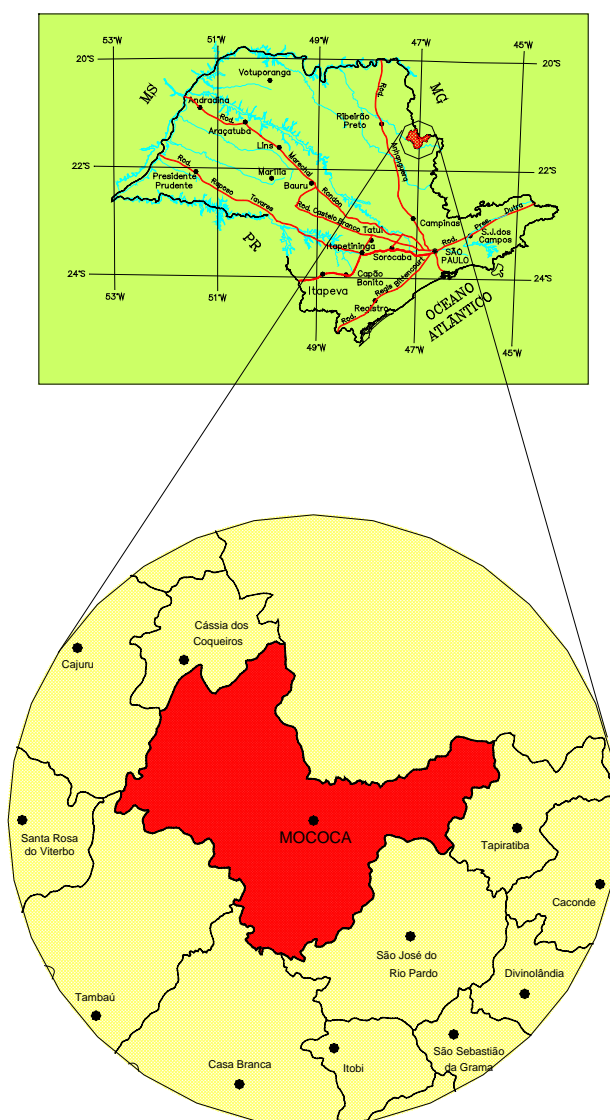 53°W
51°W
49°W
47°W
45°W
20°S
20°S
Votuporanga
MS
MG
Rod.
Andradina
Rod.
Araçatuba
Ribeirão
Preto
Anhanguera
Lins
Marechal
22°S
22°S
Rod.
Presidente
Prudente
Marília
Bauru
Rondon
Raposo
Tavares
Rod. Castelo Branco
Tatuí
Campinas
Rod.
Pres.
Dutra
S.J.dos
Campos
PR
Itapetininga
Sorocaba
SÃO
PAULO
24°S
24°S
Itapeva
Capão
Bonito
Regis Bittencourt
Registro
Rod.
OCEANO
ATLÂNTICO
53°W
51°W
49°W
47°W
45°W
Cássia dos
Coqueiros
Cajuru
MOCOCA
Santa Rosa
do Viterbo
Tapiratiba
Caconde
São José do
Rio Pardo
Divinolândia
Tambaú
São Sebastião
da Grama
Casa Branca
Itobi